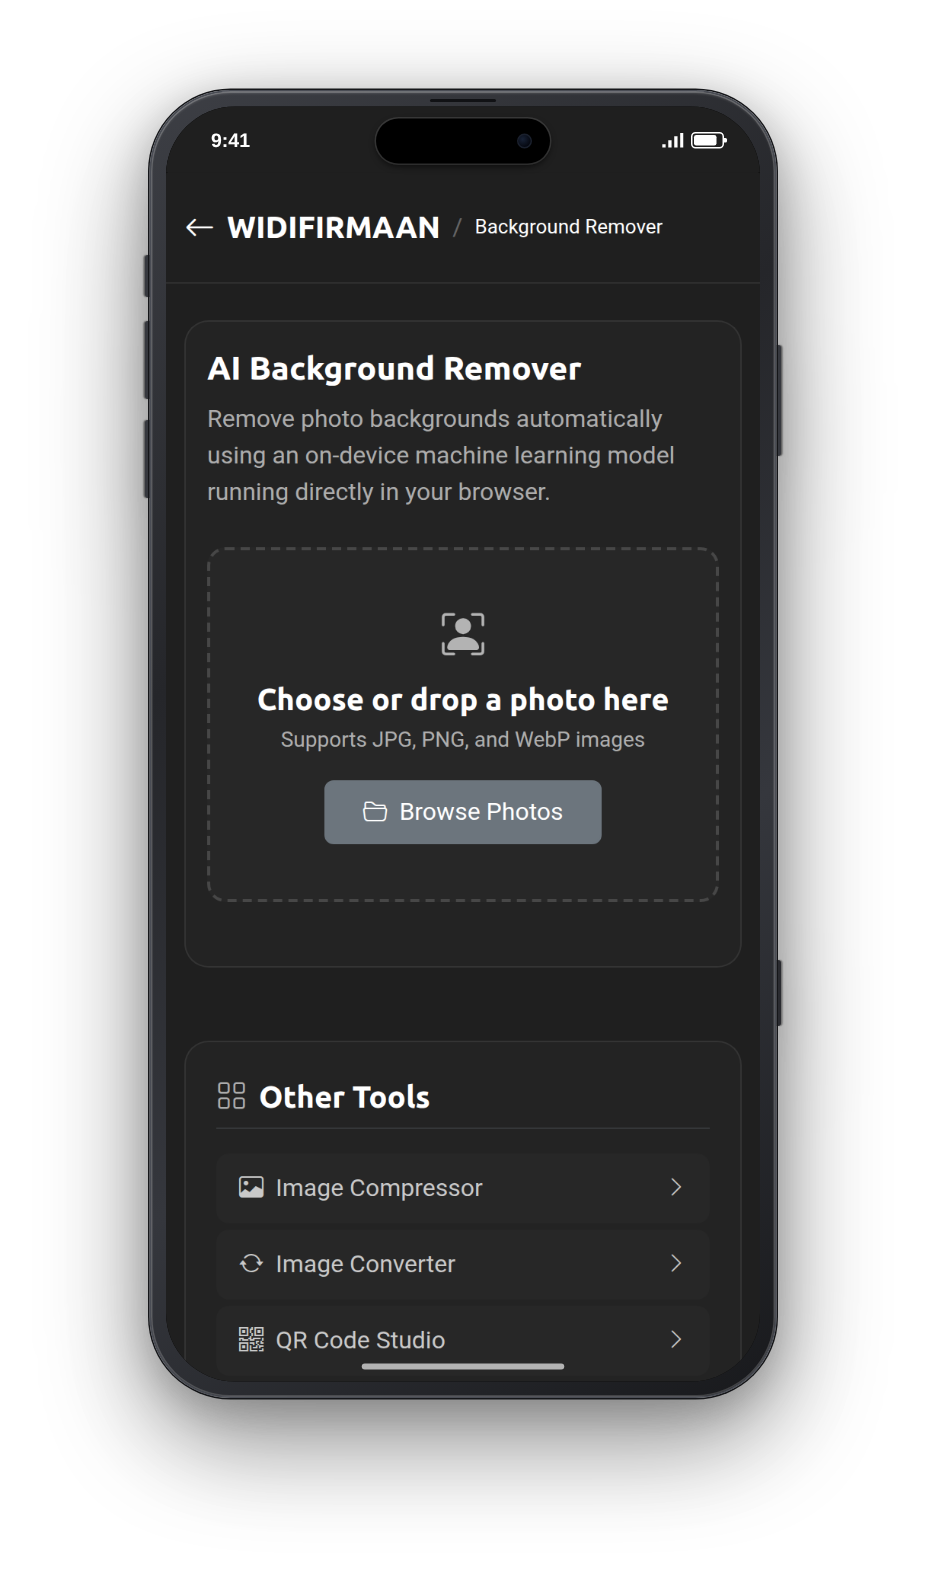 9:41
WIDIFIRMAAN / Background Remover
AI Background Remover
Remove photo backgrounds automatically
using an on-device machine learning model
running directly in your browser.
Choose or drop a photo here
Supports JPG, PNG, and WebP images
Browse Photos
Other Tools
Image Compressor
Image Converter
QR Code Studio